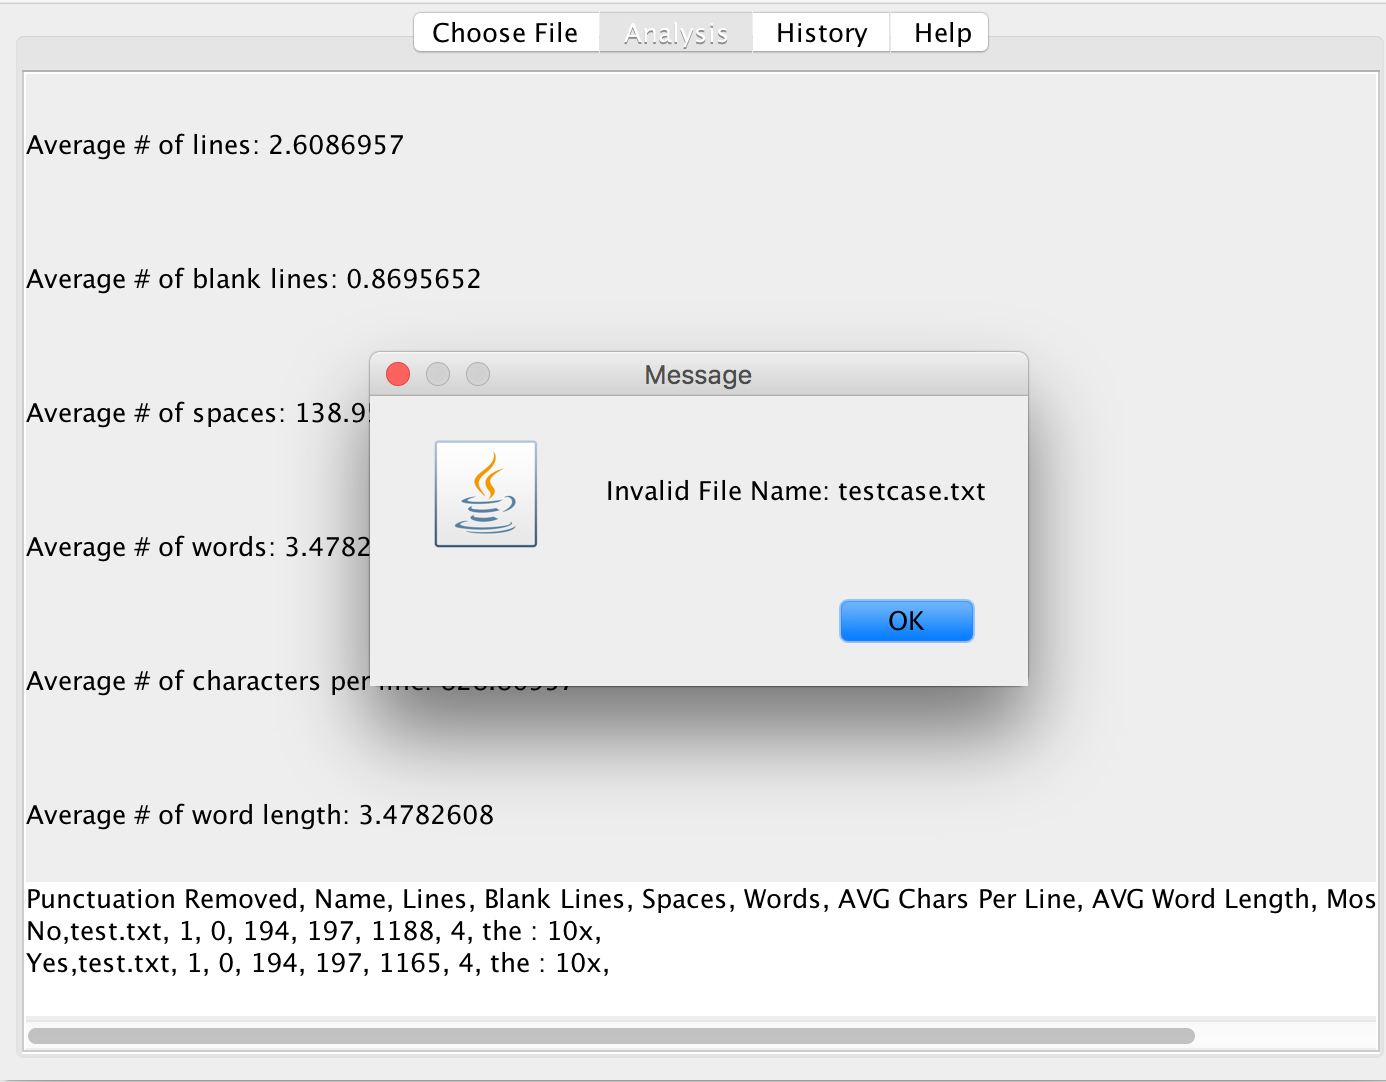 Choose File Analysis History Help
Average # of lines: 2.6086957
Average # of blank lines: 0.8695652
Average # of spaces: 138.9
Average # of words: 3.4782
Average # of characters per line:
Average # of word length: 3.4782608
Message
Invalid File Name: testcase.txt
OK
Punctuation Removed, Name, Lines, Blank Lines, Spaces, Words, AVG Chars Per Line, AVG Word Length, Mos
No,test.txt, 1, 0, 194, 197, 1188, 4, the : 10x,
Yes,test.txt, 1, 0, 194, 197, 1165, 4, the : 10x,